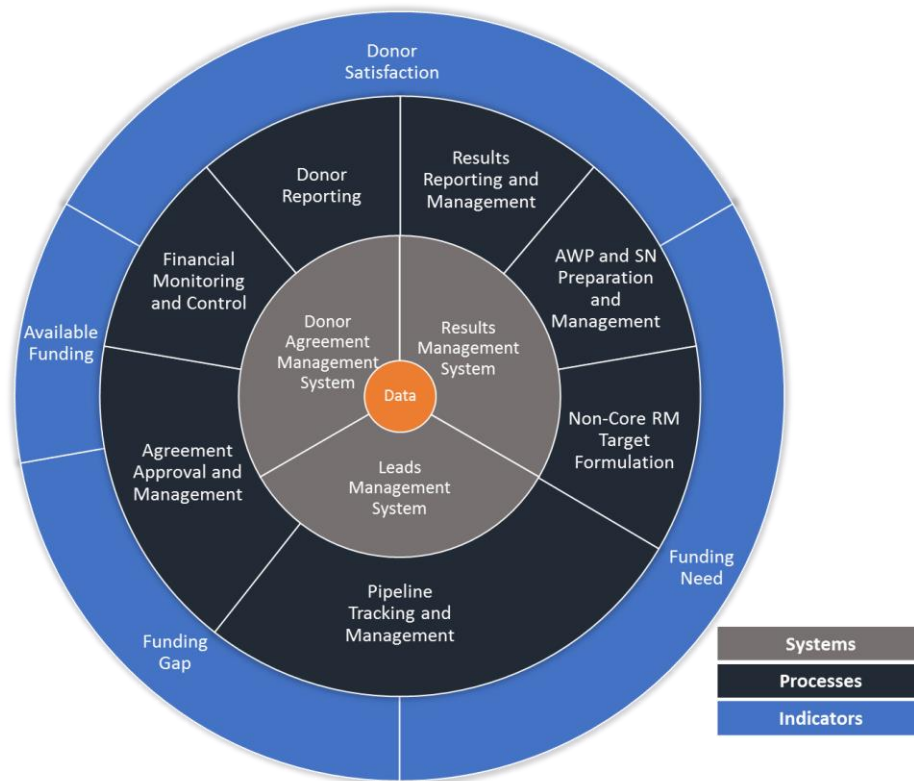 Donor
Satisfaction
Donor
Reporting
Results
Reporting and
Management
Financial
Monitoring
and Control
AWP and SN
Preparation
and
Management
Available
Funding
Donor
Agreement
Management
System
Results
Management
System
Data
Non-Core RM
Target
Formulation
Agreement
Approval and
Management
Leads
Management
System
Pipeline
Tracking and
Management
Funding
Need
Funding
Gap
Systems
Processes
Indicators